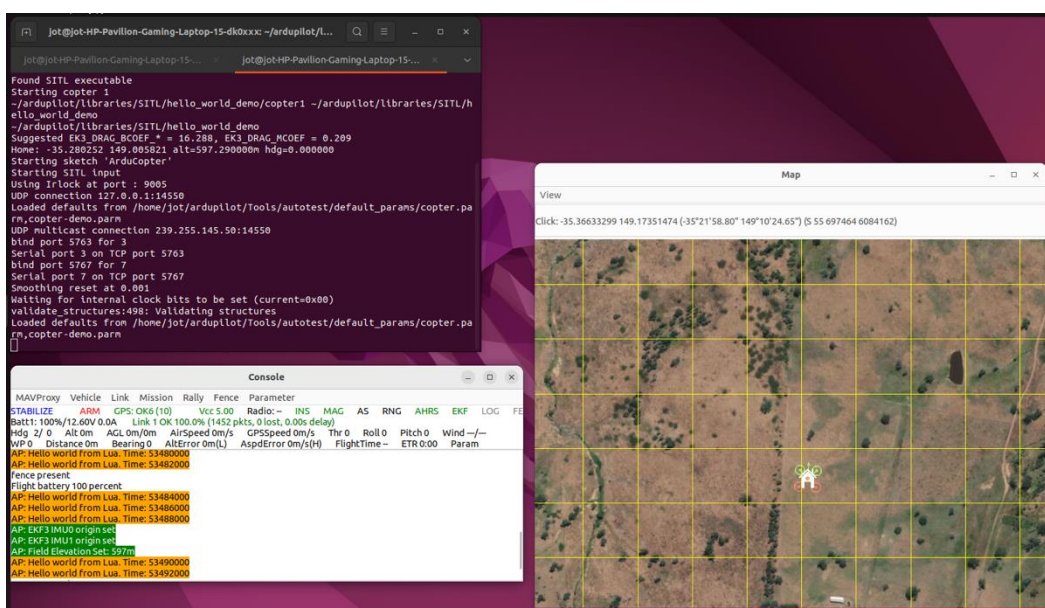 jot@jot-HP-Pavilion-Gaming-Laptop-15-dk0xxx: ~/ardupilot/l...
jot@jot-HP-Pavilion-Gaming-Laptop-15-...
jot@jot-HP-Pavilion-Gaming-Laptop-15-...
Found SITL executable
Starting copter 1
~/ardupilot/libraries/SITL/hello_world_demo/copter1 ~/ardupilot/libraries/SITL/h
ello_world_demo
~/ardupilot/libraries/SITL/hello_world_demo
Suggested EK3_DRAG_BCOEF_* = 16.288, EK3_DRAG_MCOEF = 0.209
Home: -35.280252 149.005821 alt=597.290000m hdg=0.000000
Starting sketch 'ArduCopter'
Starting SITL input
Using Irlock at port : 9005
UDP connection 127.0.0.1:14550
Loaded defaults from /home/jot/ardupilot/Tools/autotest/default_params/copter.pa
rm,copter-demo.parm
UDP multicast connection 239.255.145.50:14550
bind port 5763 for 3
Serial port 3 on TCP port 5763
bind port 5767 for 7
Serial port 7 on TCP port 5767
Smoothing reset at 0.001
Waiting for internal clock bits to be set (current=0x00)
validate_structures:498: Validating structures
Loaded defaults from /home/jot/ardupilot/Tools/autotest/default_params/copter.pa
rm,copter-demo.parm
Map
View
Click: -35.36633299 149.17351474 (-35°21'58.80" 149°10'24.65") (S 55 697464 6084162)
Console
MAVProxy Vehicle Link Mission Rally Fence Parameter
STABILIZE ARM GPS: OK6 (10) Vcc 5.00 Radio: -- INS MAG AS RNG AHRS EKF LOG FE
Batt1: 100%/12.60V 0.0A Link 1 OK 100.0% (1452 pkts, 0 lost, 0.00s delay)
Hdg 2/ 0 Alt 0m AGL 0m/0m AirSpeed 0m/s GPSSpeed 0m/s Thr 0 Roll 0 Pitch 0 Wind --/--
WP 0 Distance 0m Bearing 0 AltError 0m(L) AspdError 0m/s(H) FlightTime -- ETR 0:00 Param
AP: Hello world from Lua. Time: 53480000
AP: Hello world from Lua. Time: 53482000
fence present
Flight battery 100 percent
AP: Hello world from Lua. Time: 53484000
AP: Hello world from Lua. Time: 53486000
AP: Hello world from Lua. Time: 53488000
AP: EKF3 IMU0 origin set
AP: EKF3 IMU1 origin set
AP: Field Elevation Set: 597m
AP: Hello world from Lua. Time: 53490000
AP: Hello world from Lua. Time: 53492000